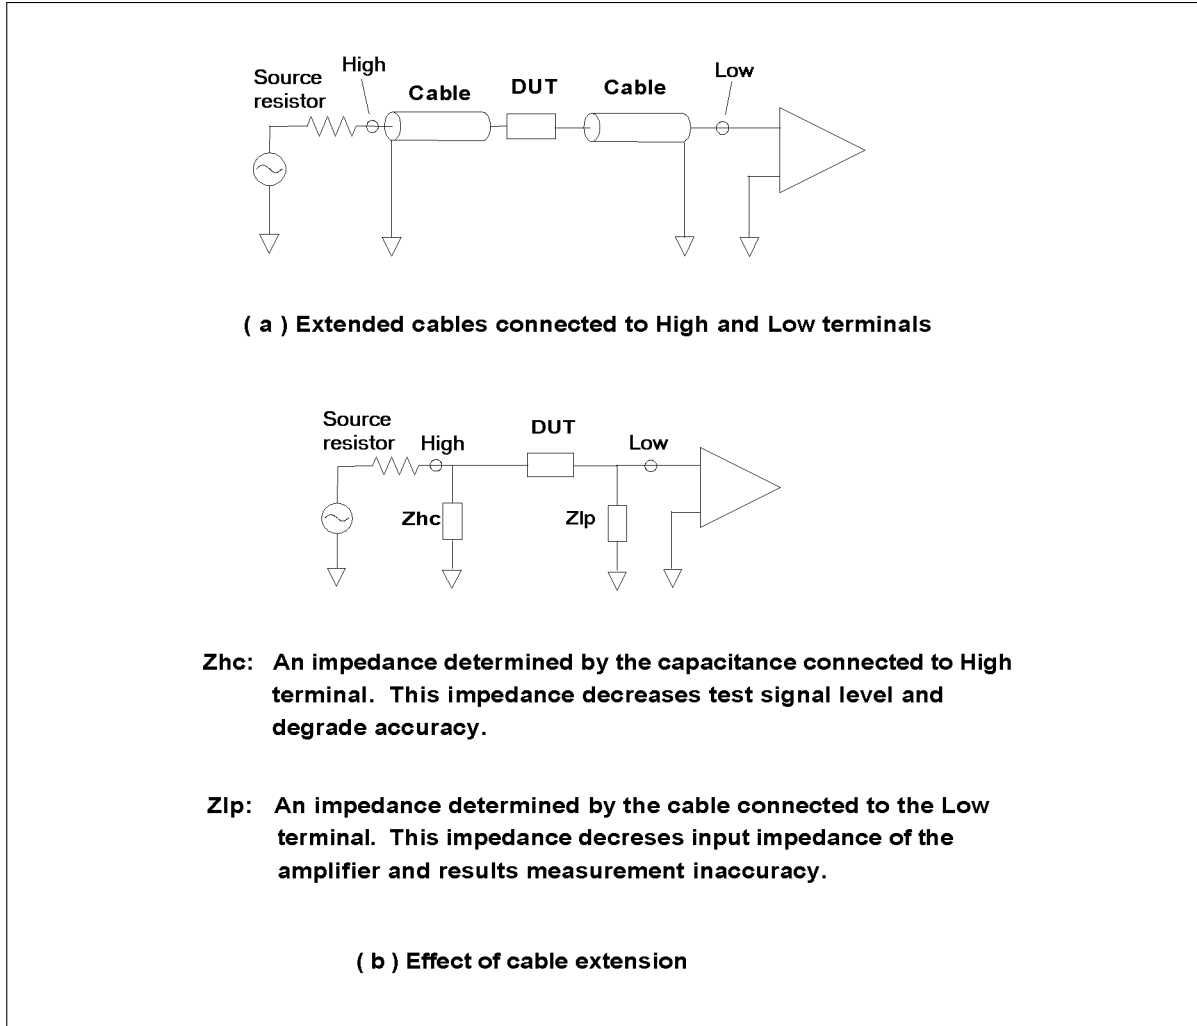 Source
resistor
High
Cable
DUT
Cable
Low
( a ) Extended cables connected to High and Low terminals
Source
resistor
High
DUT
Low
Zhc
Zlp
Zhc: An impedance determined by the capacitance connected to High
terminal. This impedance decreases test signal level and
degrade accuracy.
Zlp: An impedance determined by the cable connected to the Low
terminal. This impedance decreses input impedance of the
amplifier and results measurement inaccuracy.
( b ) Effect of cable extension